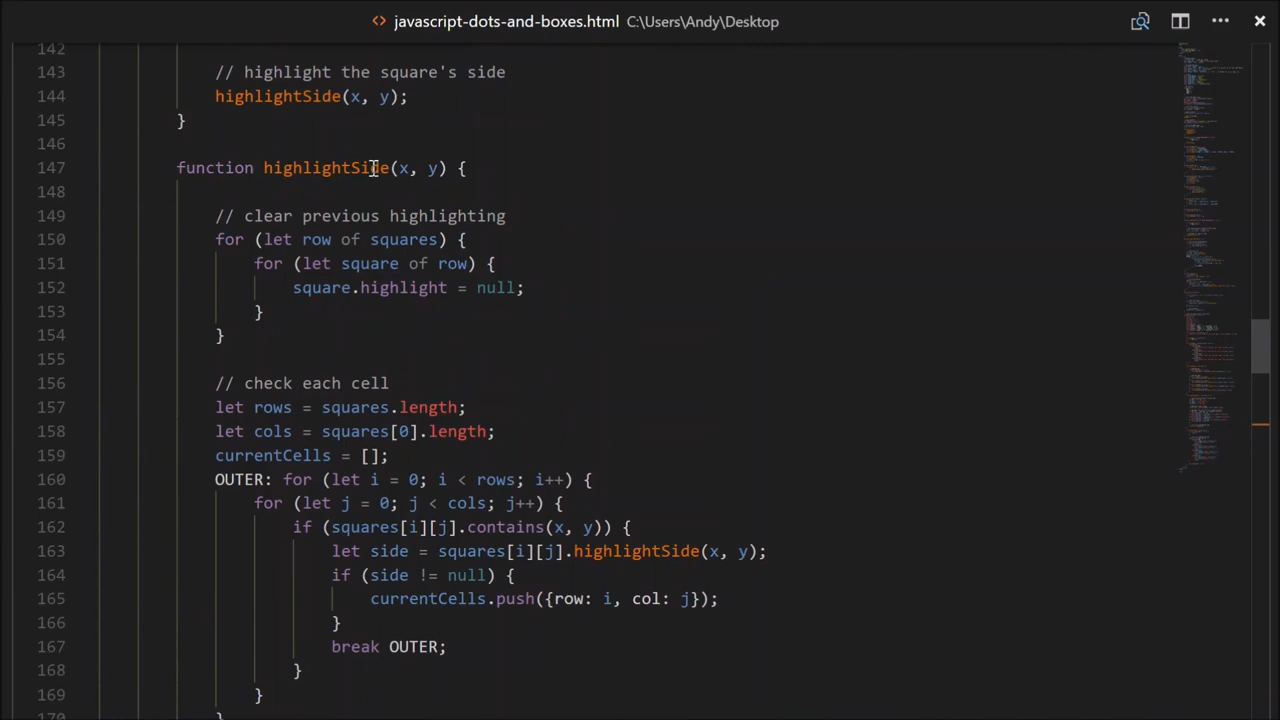 javascript-dots-and-boxes.html C:\Users\Andy\Desktop
142
143 // highlight the square's side
144 highlightSide(x, y);
145 }
146
147 function highlightSide(x, y) {
148
149 // clear previous highlighting
150 for (let row of squares) {
151 for (let square of row) {
152 square.highlight = null;
153 }
154 }
155
156 // check each cell
157 let rows = squares.length;
158 let cols = squares[0].length;
159 currentCells = [];
160 OUTER: for (let i = 0; i < rows; i++) {
161 for (let j = 0; j < cols; j++) {
162 if (squares[i][j].contains(x, y)) {
163 let side = squares[i][j].highlightSide(x, y);
164 if (side != null) {
165 currentCells.push({row: i, col: j});
166 }
167 break OUTER;
168 }
169 }
170 }